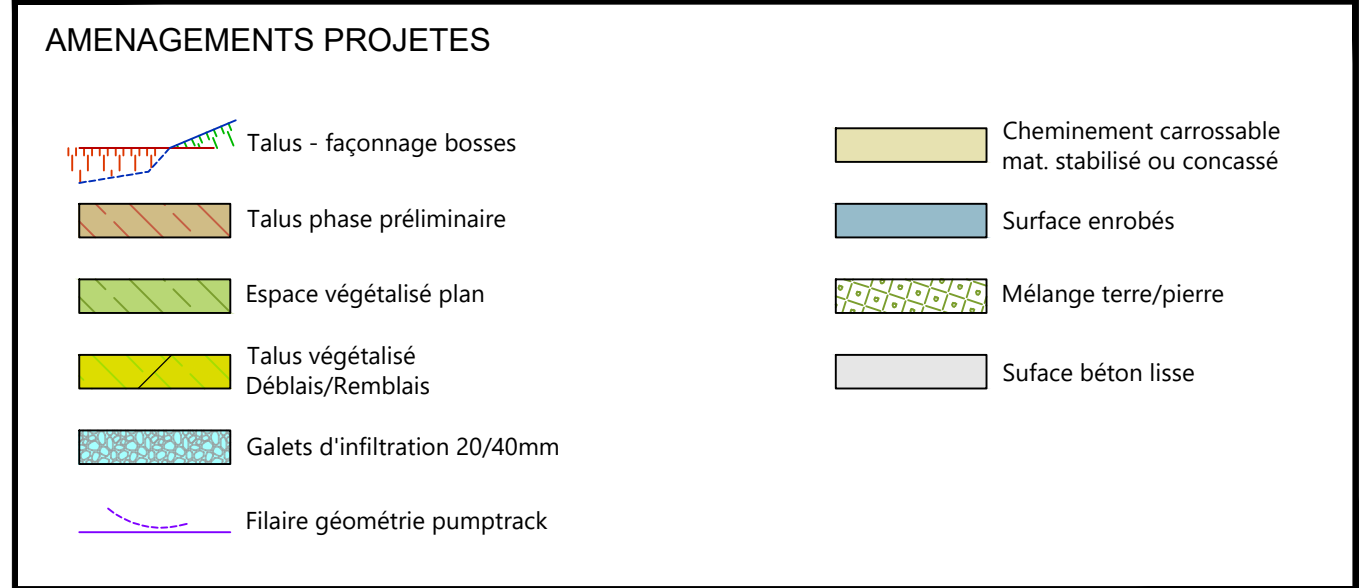 AMENAGEMENTS PROJETES
Talus - façonnage bosses
Talus phase préliminaire
Espace végétalisé plan
Talus végétalisé
Déblais/Remblais
Galets d'infiltration 20/40mm
Filaire géométrie pumptrack
Cheminement carrossable
mat. stabilisé ou concassé
Surface enrobés
Mélange terre/pierre
Suface béton lisse